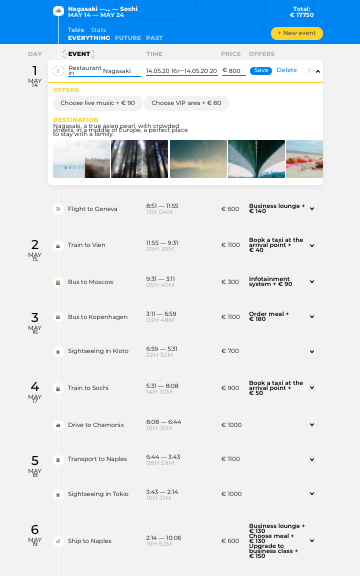 Nagasaki —... — Sochi
MAY 14 — MAY 24
Total:
€ 17750
Table Stats
EVERYTHING FUTURE PAST
+ New event
DAY EVENT TIME PRICE OFFERS
1
MAY
14
Restaurant in Nagasaki
14.05.20 16:—14.05.20 20
€ 800
Save Delete
OFFERS
Choose live music + € 90
Choose VIP area + € 80
DESTINATION
Nagasaki, a true asian pearl, with crowded
streets, in a middle of Europe, a perfect place
to stay with a family.
Flight to Geneva
8:51 — 11:55
15H 04M
€ 600
Business lounge +
€ 140
2
MAY
15
Train to Vien
11:55 — 9:31
09H 36M
€ 1100
Book a taxi at the
airport point +
€ 40
Bus to Moscow
9:31 — 3:11
05H 40M
€ 300
Infotainment
system + € 90
3
MAY
16
Bus to Kopenhagen
3:11 — 6:59
03H 48M
€ 1100
Order meal +
€ 180
Sightseeing in Kioto
6:59 — 5:31
22H 32M
€ 700
4
MAY
17
Train to Sochi
5:31 — 8:08
14H 37M
€ 900
Book a taxi at the
airport point +
€ 50
Drive to Chamonix
8:08 — 6:44
10H 36M
€ 1000
5
MAY
18
Transport to Naples
6:44 — 3:43
08H 59M
€ 1100
Sightseeing in Tokio
3:43 — 2:14
10H 31M
€ 1000
6
MAY
19
Ship to Naples
2:14 — 10:06
19H 52M
€ 600
Business lounge +
€ 130
Choose meal +
€ 130
Upgrade to
business class +
€ 150